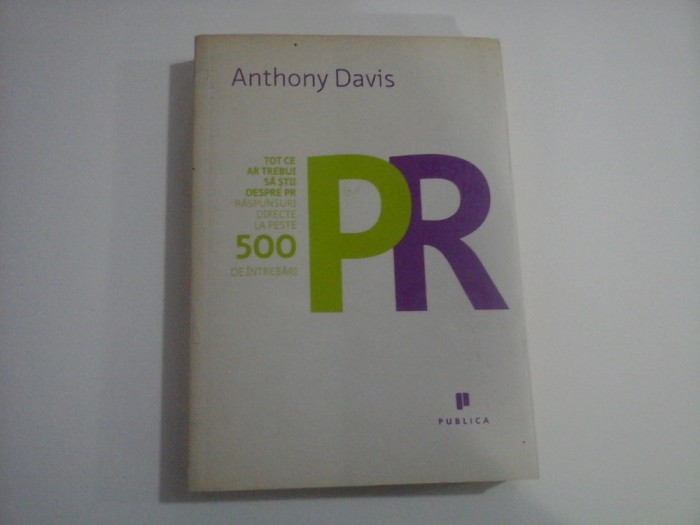 Anthony Davis
TOT CE
AR TREBUI
SĂ ȘTII
DESPRE PR
RĂSPUNSURI
DIRECTE
LA PESTE
500
DE ÎNTREBĂRI
PR
PUBLICA